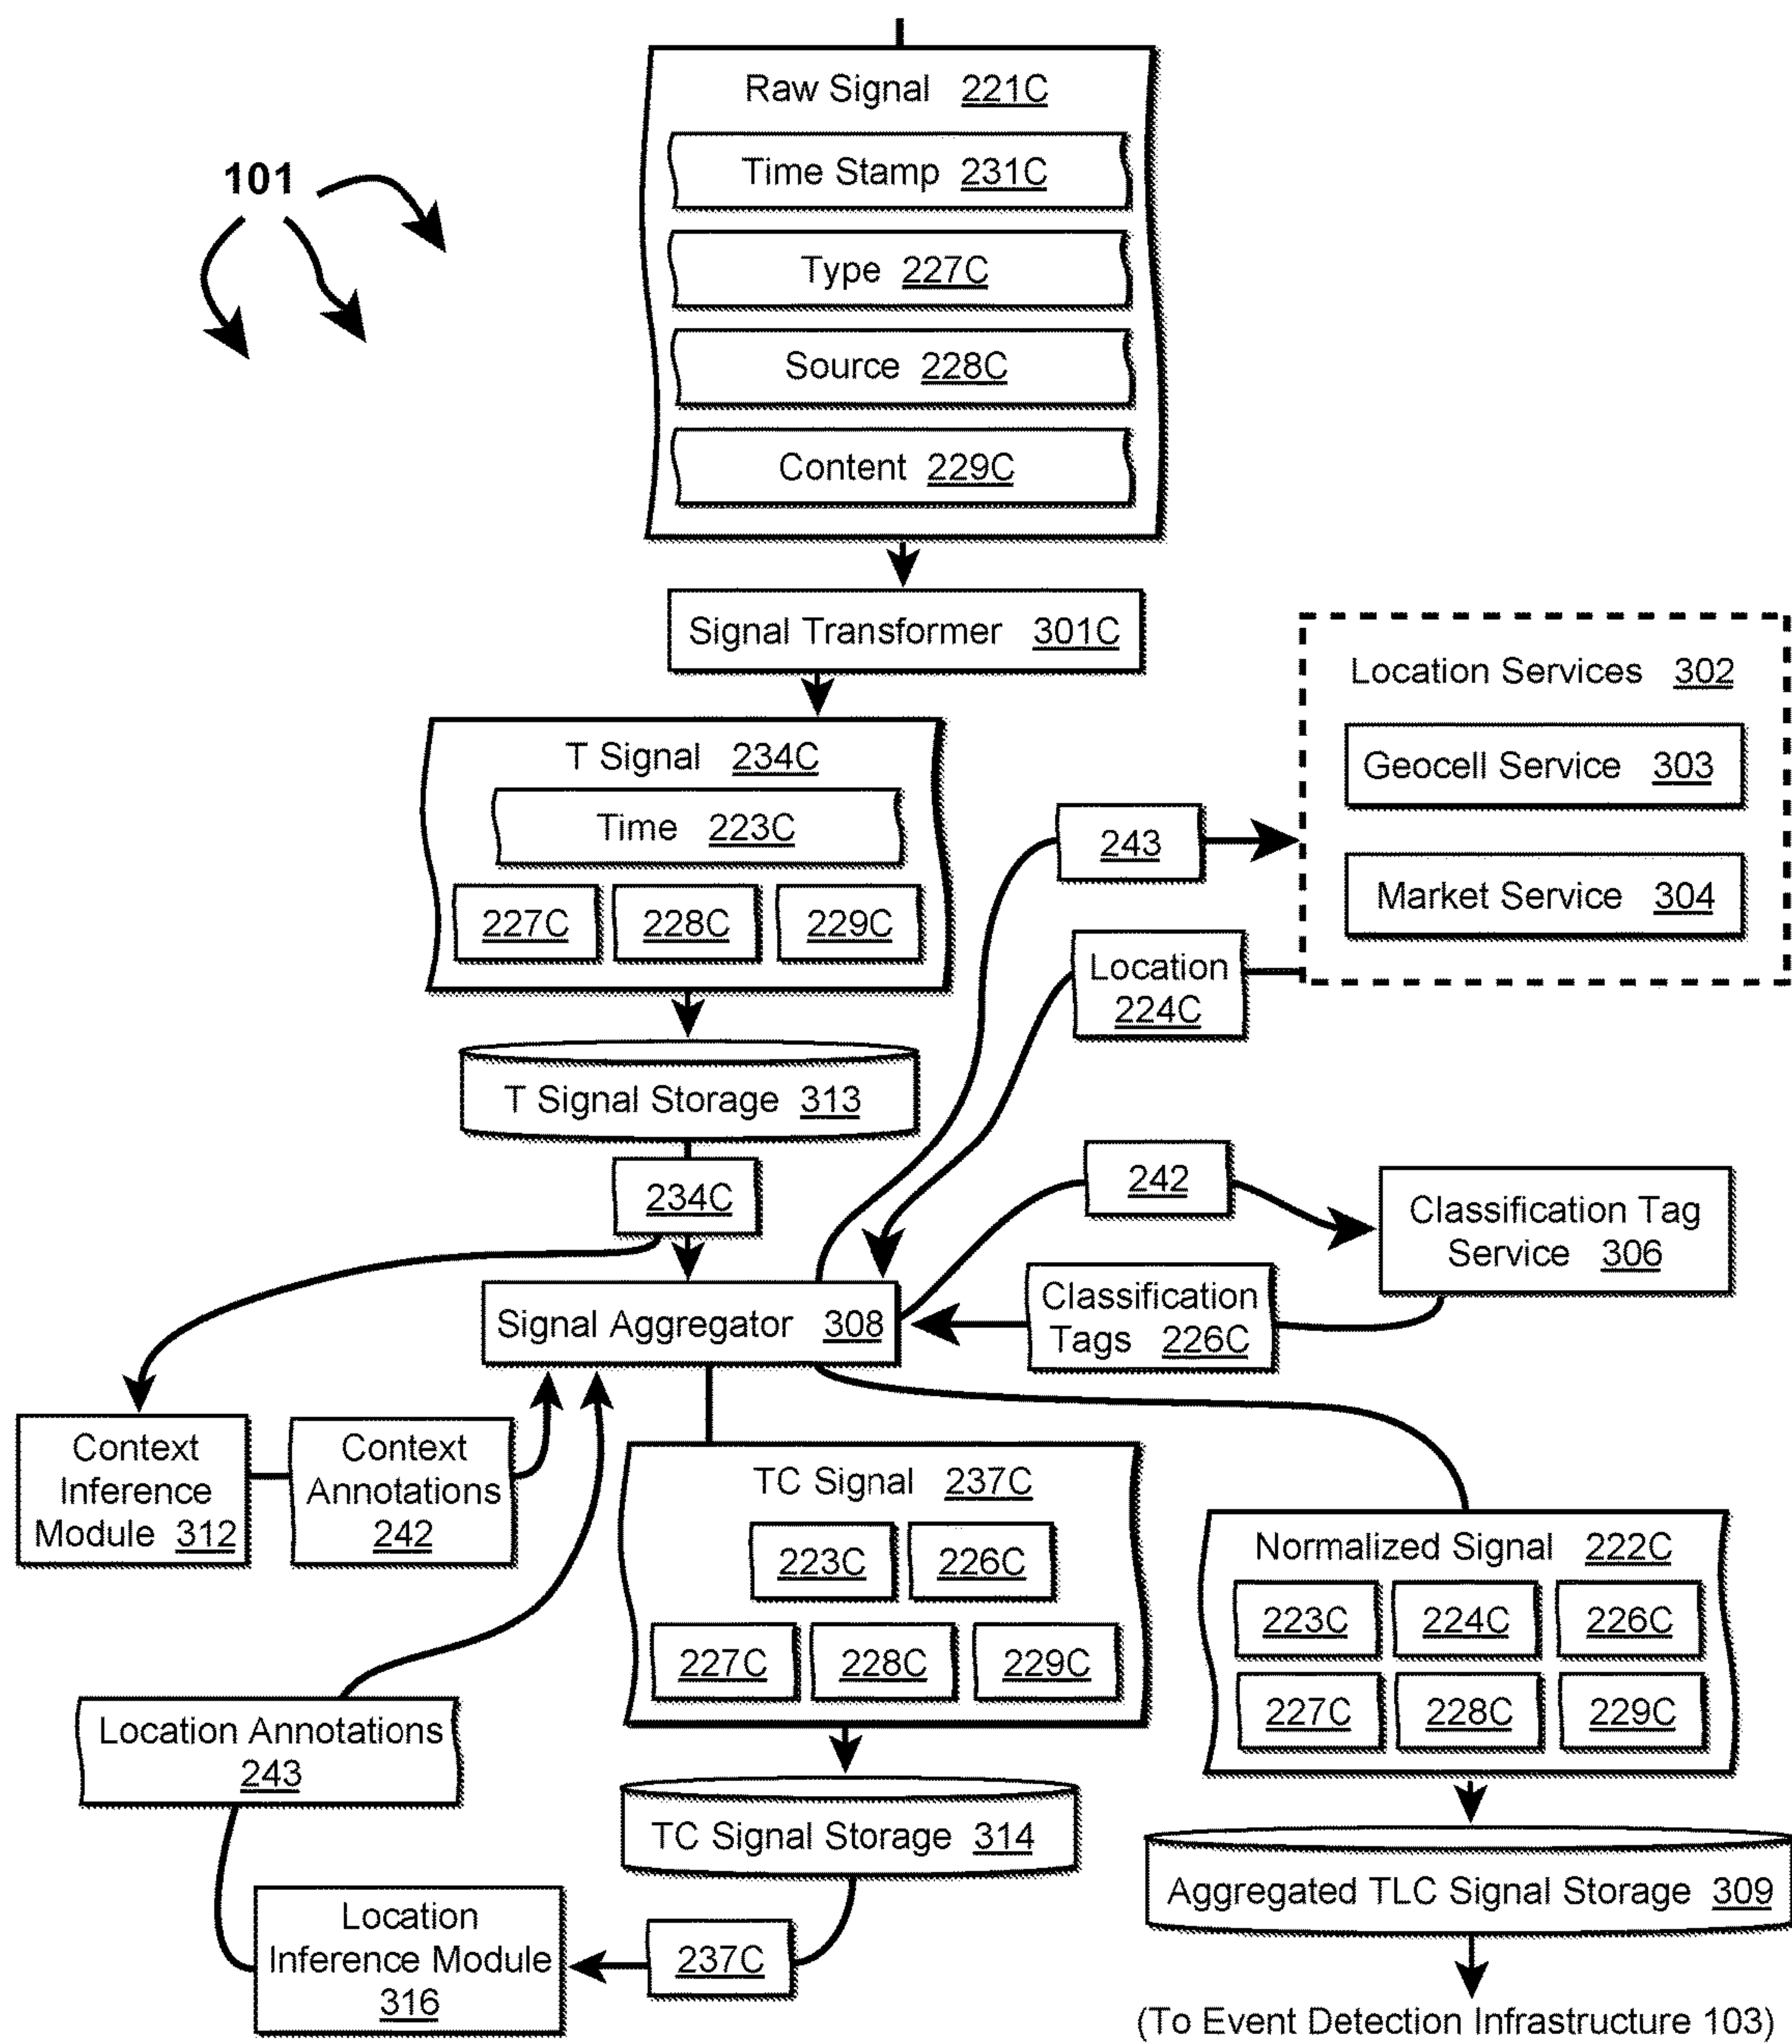 Raw Signal 221C
101
Time Stamp 231C
Type 227C
Source 228C
Content 229C
Signal Transformer 301C
Location Services 302
Geocell Service 303
Market Service 304
T Signal 234C
Time 223C
227C 228C 229C
243
Location
224C
T Signal Storage 313
234C
242
Classification Tag
Service 306
Signal Aggregator 308
Classification
Tags 226C
Context
Inference
Module 312
Context
Annotations
242
TC Signal 237C
223C 226C
227C 228C 229C
Normalized Signal 222C
223C 224C 226C
227C 228C 229C
Location Annotations
243
TC Signal Storage 314
Aggregated TLC Signal Storage 309
Location
Inference Module
316
237C
(To Event Detection Infrastructure 103)